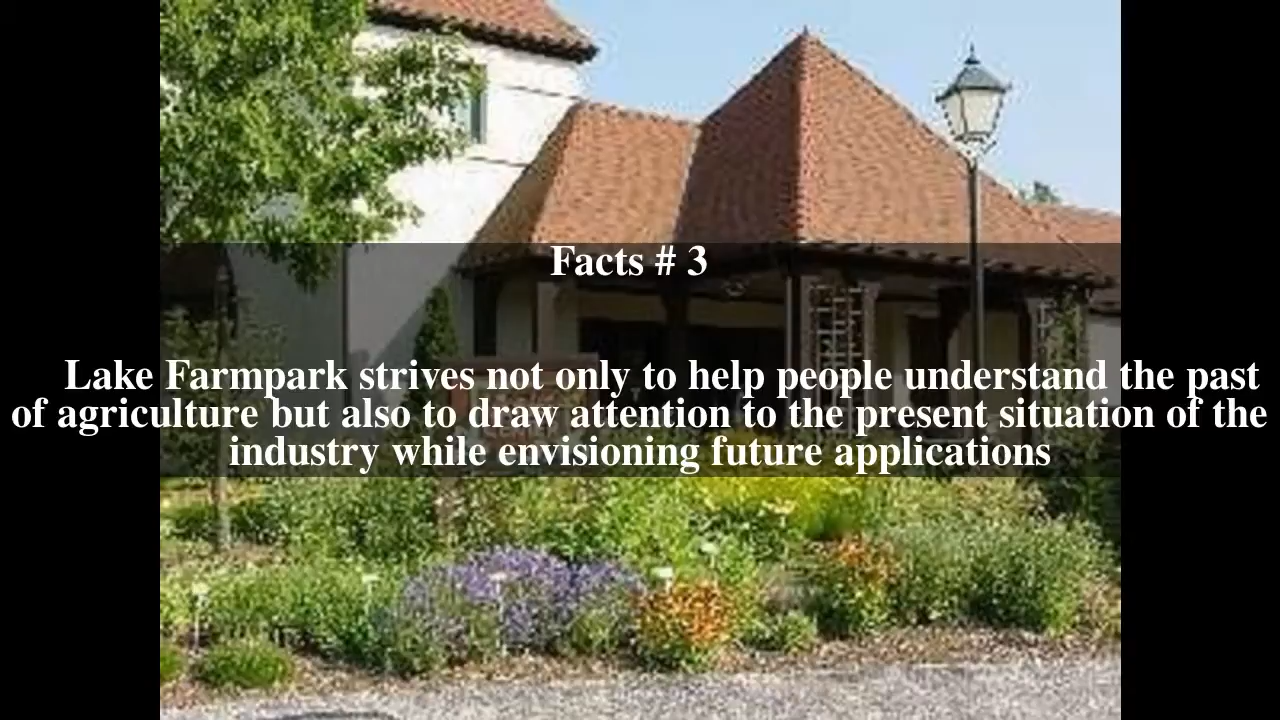 Facts # 3
Lake Farmpark strives not only to help people understand the past
of agriculture but also to draw attention to the present situation of the
industry while envisioning future applications